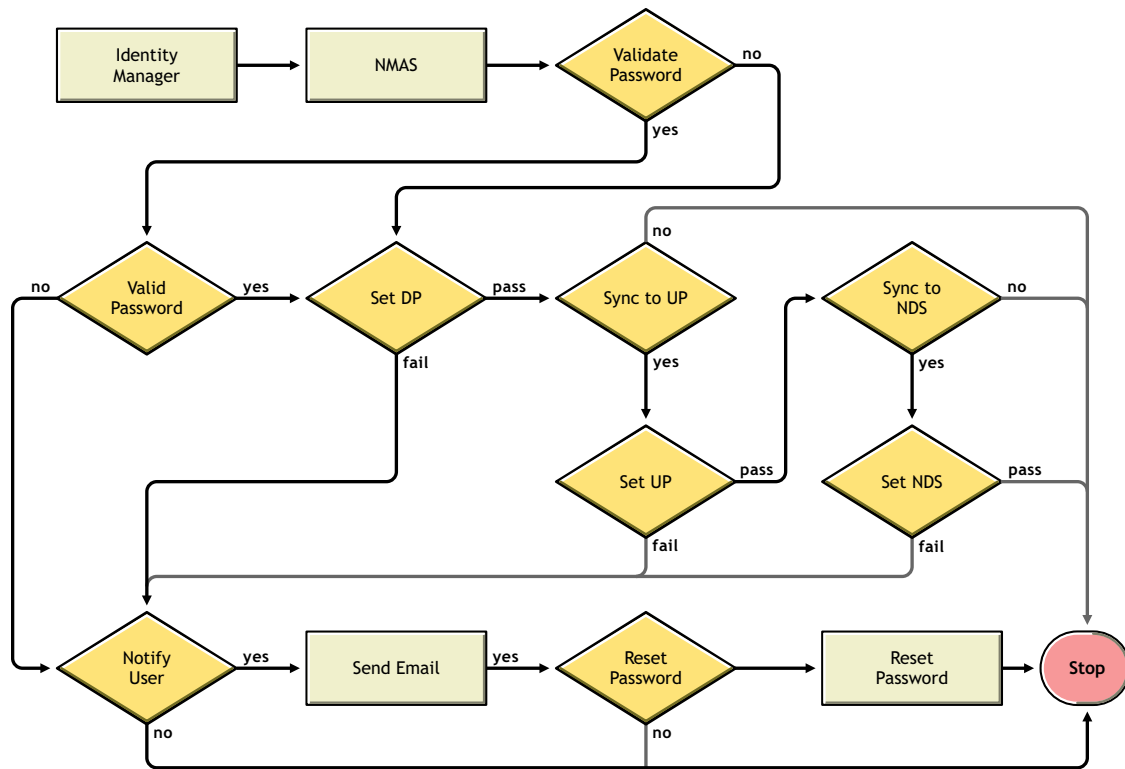 Identity
Manager
NMAS
Validate
Password
no
yes
no
Valid
Password
yes
Set DP
pass
fail
no
Sync to UP
yes
Sync to
NDS
no
yes
Set UP
pass
fail
Set NDS
pass
fail
Notify
User
yes
no
Send Email
yes
Reset
Password
no
Reset
Password
Stop